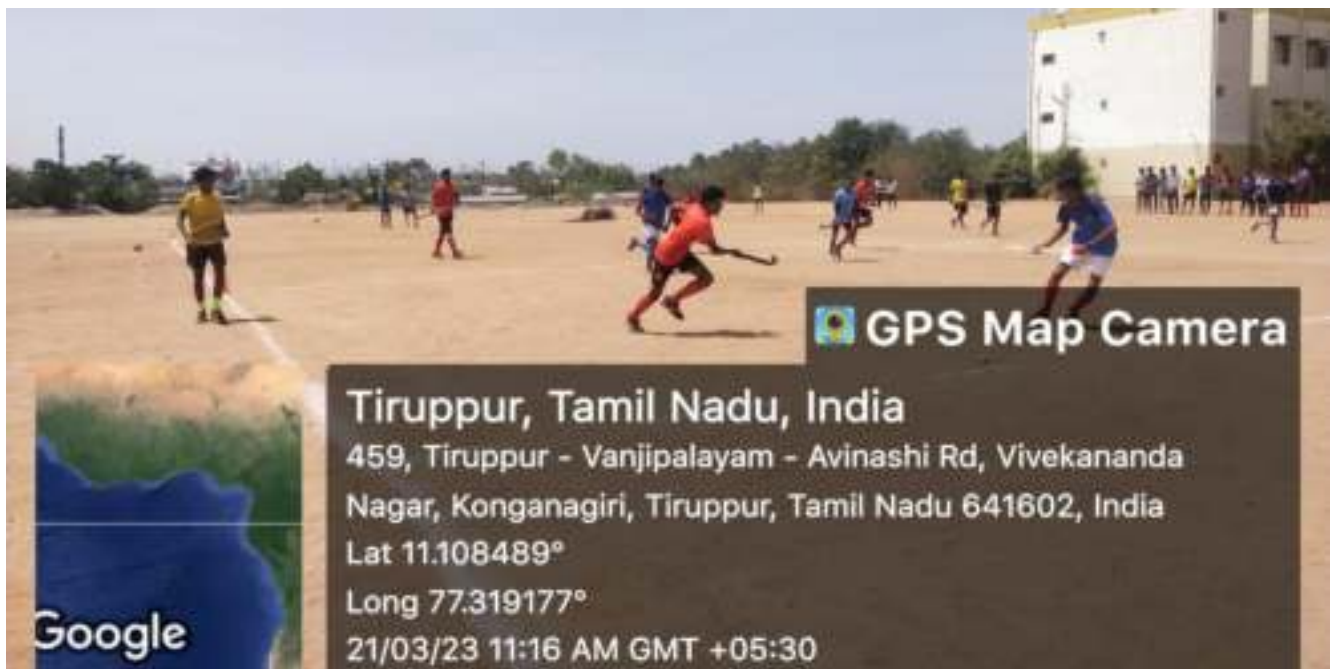 GPS Map Camera
Tiruppur, Tamil Nadu, India
459, Tiruppur - Vanjipalayam - Avinashi Rd, Vivekananda
Nagar, Konganagiri, Tiruppur, Tamil Nadu 641602, India
Lat 11.108489°
Long 77.319177°
21/03/23 11:16 AM GMT +05:30
Google